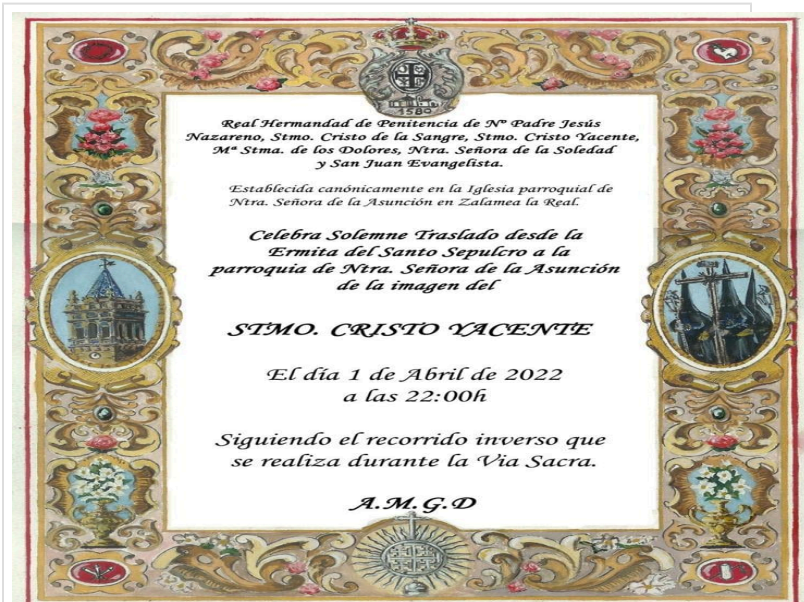 1580
Real Hermandad de Penitencia de Nº Padre Jesús
Nazareno, Stmo. Cristo de la Sangre, Stmo. Cristo Yacente,
Mª Stma. de los Dolores, Ntra. Señora de la Soledad
y San Juan Evangelista.
Establecida canónicamente en la Iglesia parroquial de
Ntra. Señora de la Asunción en Zalamea la Real.
Celebra Solemne Traslado desde la
Ermita del Santo Sepulcro a la
parroquia de Ntra. Señora de la Asunción
de la imagen del
STMO. CRISTO YACENTE
El día 1 de Abril de 2022
a las 22:00h
Siguiendo el recorrido inverso que
se realiza durante la Via Sacra.
A.M.G.D